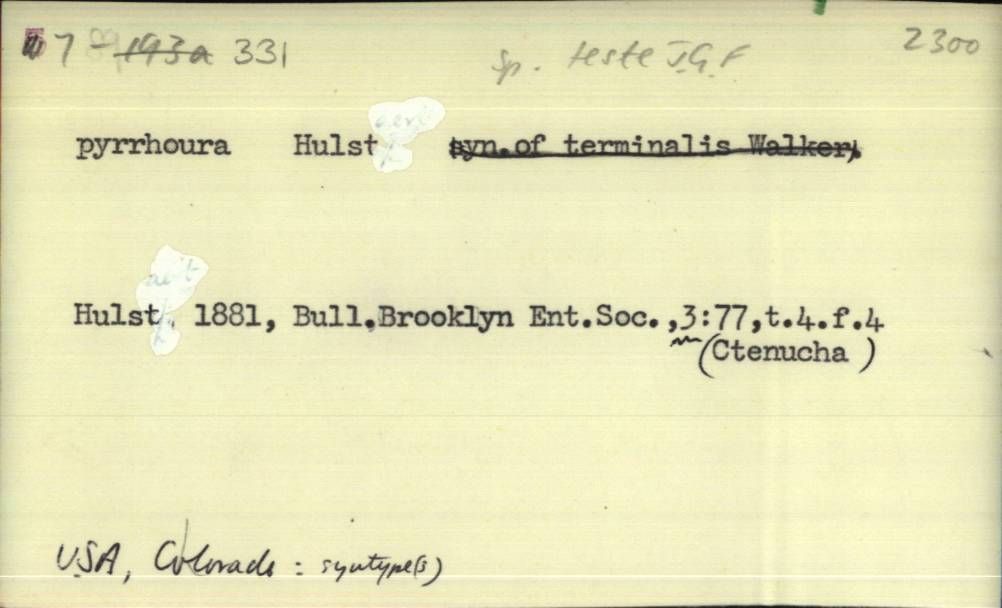 7 - 193a 331 sp. teste J.G.F 2300
pyrrhoura Hulst syn.of terminalis Walker,
Hulst, 1881, Bull.Brooklyn Ent.Soc.,3:77,t.4.f.4
(Ctenucha )
USA, Colorado : syntype(s)